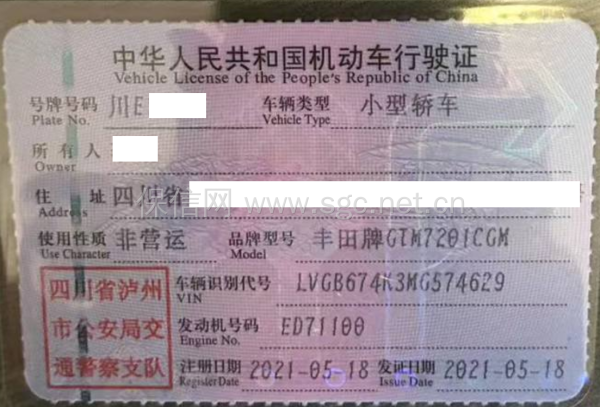 中华人民共和国机动车行驶证
Vehicle License of the People's Republic of China
号牌号码 川E 车辆类型 小型轿车
Plate No. Vehicle Type
所有人
Owner
住址 四川省
Address
保信网 www.sgc.net.cn
使用性质 非营运 品牌型号 丰田牌GTM7201CGM
Use Character Model
四川省泸州
市公安局交
通警察支队
车辆识别代号 LVGB674K3MG574629
VIN
发动机号码 ED71100
Engine No.
注册日期 2021-05-18 发证日期 2021-05-18
Register Date Issue Date